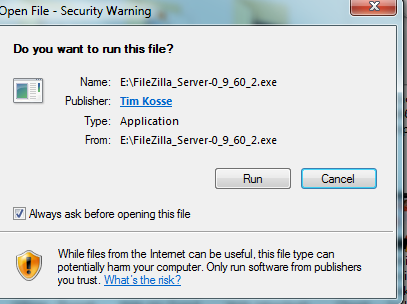 Open File - Security Warning
Do you want to run this file?
Name: E:\FileZilla_Server-0_9_60_2.exe
Publisher: Tim Kosse
Type: Application
From: E:\FileZilla_Server-0_9_60_2.exe
Run Cancel
Always ask before opening this file
While files from the Internet can be useful, this file type can
potentially harm your computer. Only run software from publishers
you trust. What's the risk?